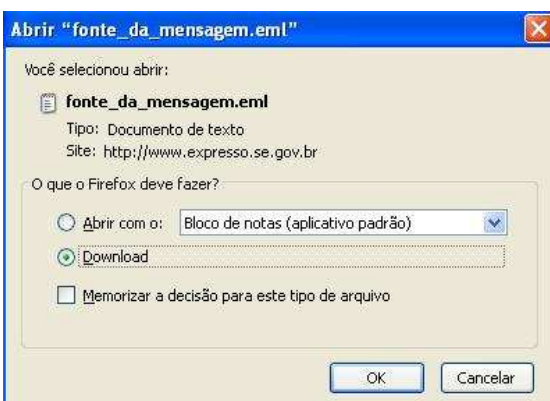 Abrir “fonte_da_mensagem.eml”
Você selecionou abrir:
fonte_da_mensagem.eml
Tipo: Documento de texto
Site: http://www.expresso.se.gov.br
O que o Firefox deve fazer?
Abrir com o: Bloco de notas (aplicativo padrão)
Download
Memorizar a decisão para este tipo de arquivo
OK Cancelar